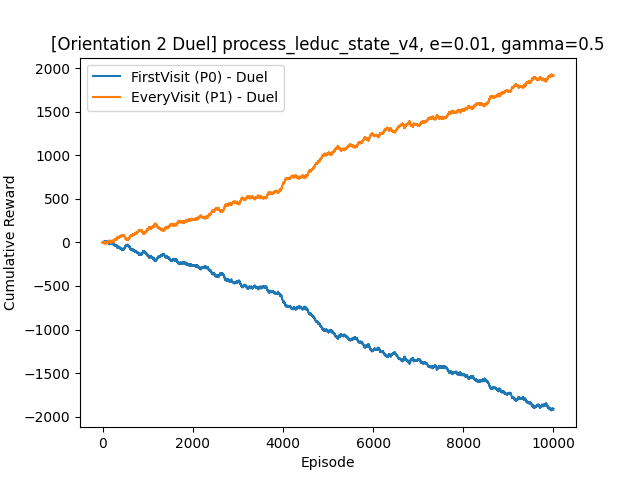 [Orientation 2 Duel] process_leduc_state_v4, e=0.01, gamma=0.5
FirstVisit (P0) - Duel
EveryVisit (P1) - Duel
2000
1500
1000
500
0
−500
−1000
−1500
−2000
Cumulative Reward
0 2000 4000 6000 8000 10000
Episode